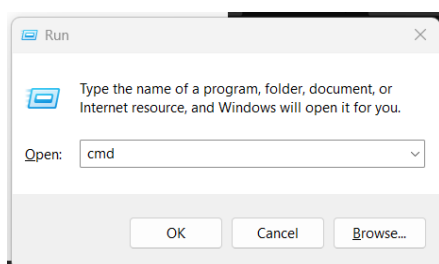 Run
Type the name of a program, folder, document, or
Internet resource, and Windows will open it for you.
Open: cmd
OK Cancel Browse...